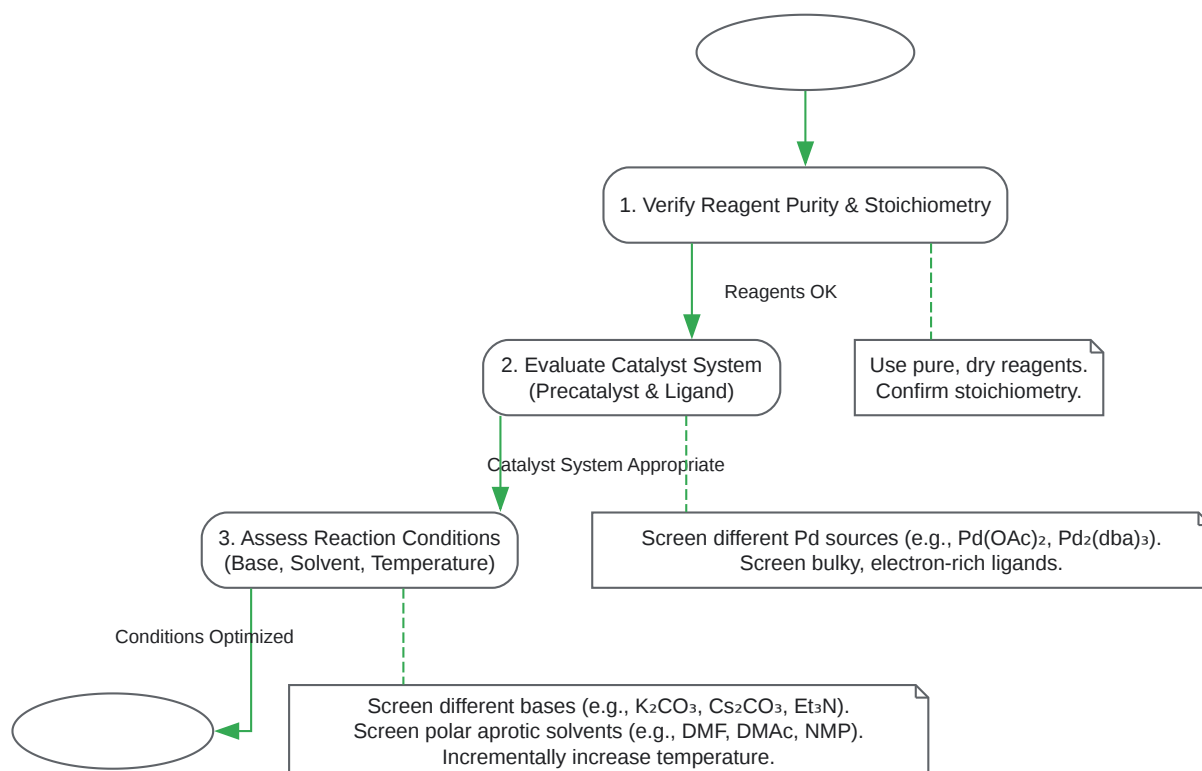 1. Verify Reagent Purity & Stoichiometry
Reagents OK
2. Evaluate Catalyst System
(Precatalyst & Ligand)
Use pure, dry reagents.
Confirm stoichiometry.
Catalyst System Appropriate
3. Assess Reaction Conditions
(Base, Solvent, Temperature)
Screen different Pd sources (e.g., Pd(OAc)₂, Pd₂(dba)₃).
Screen bulky, electron-rich ligands.
Conditions Optimized
Screen different bases (e.g., K₂CO₃, Cs₂CO₃, Et₃N).
Screen polar aprotic solvents (e.g., DMF, DMAc, NMP).
Incrementally increase temperature.